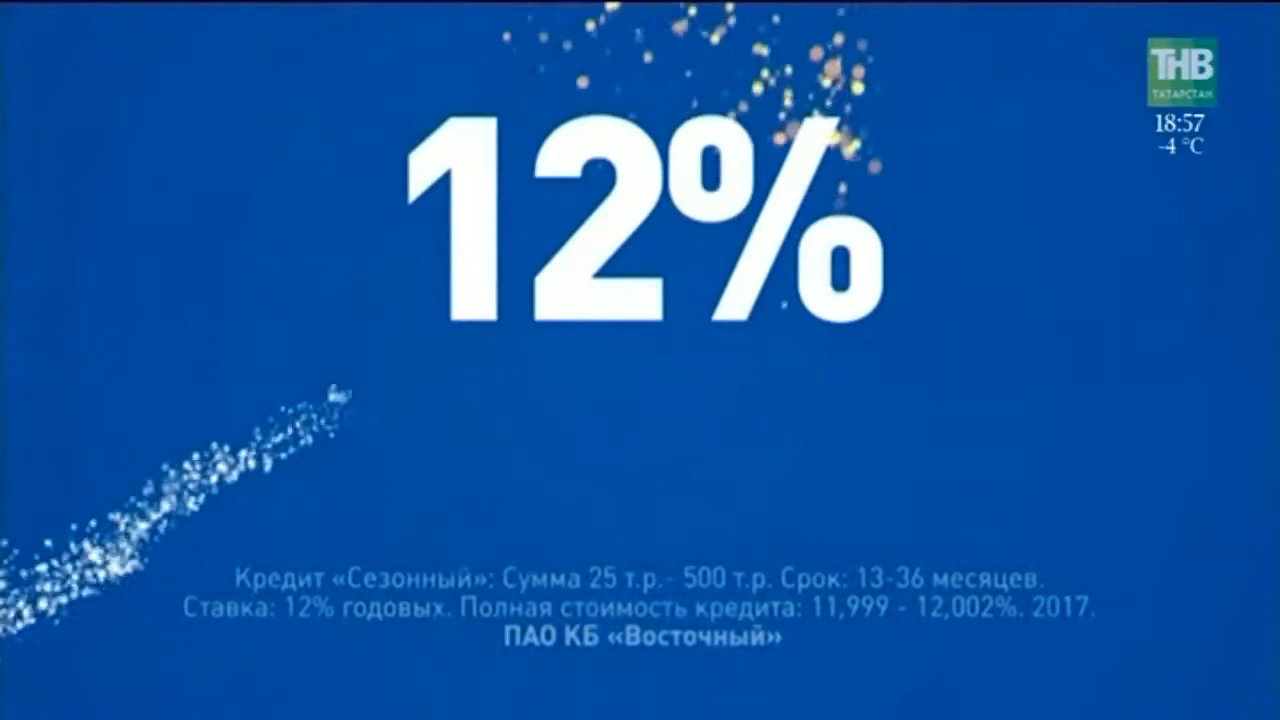 ТНВ
ТАТАРСТАН
18:57
-4 °C
12%
Кредит «Сезонный»: Сумма 25 т.р.- 500 т.р. Срок: 13-36 месяцев.
Ставка: 12% годовых. Полная стоимость кредита: 11,999 - 12,002%. 2017.
ПАО КБ «Восточный»